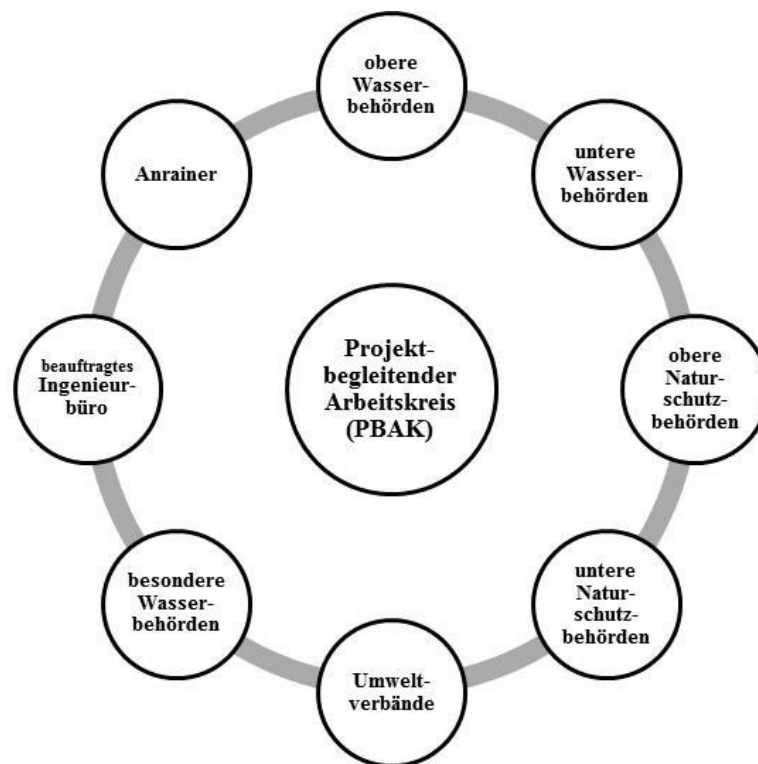 obere
Wasser-
behörden
untere
Wasser-
behörden
obere
Natur-
schutz-
behörden
untere
Natur-
schutz-
behörden
Umwelt-
verbände
besondere
Wasser-
behörden
beauftragtes
Ingenieur-
büro
Anrainer
Projekt-
begleitender
Arbeitskreis
(PBAK)